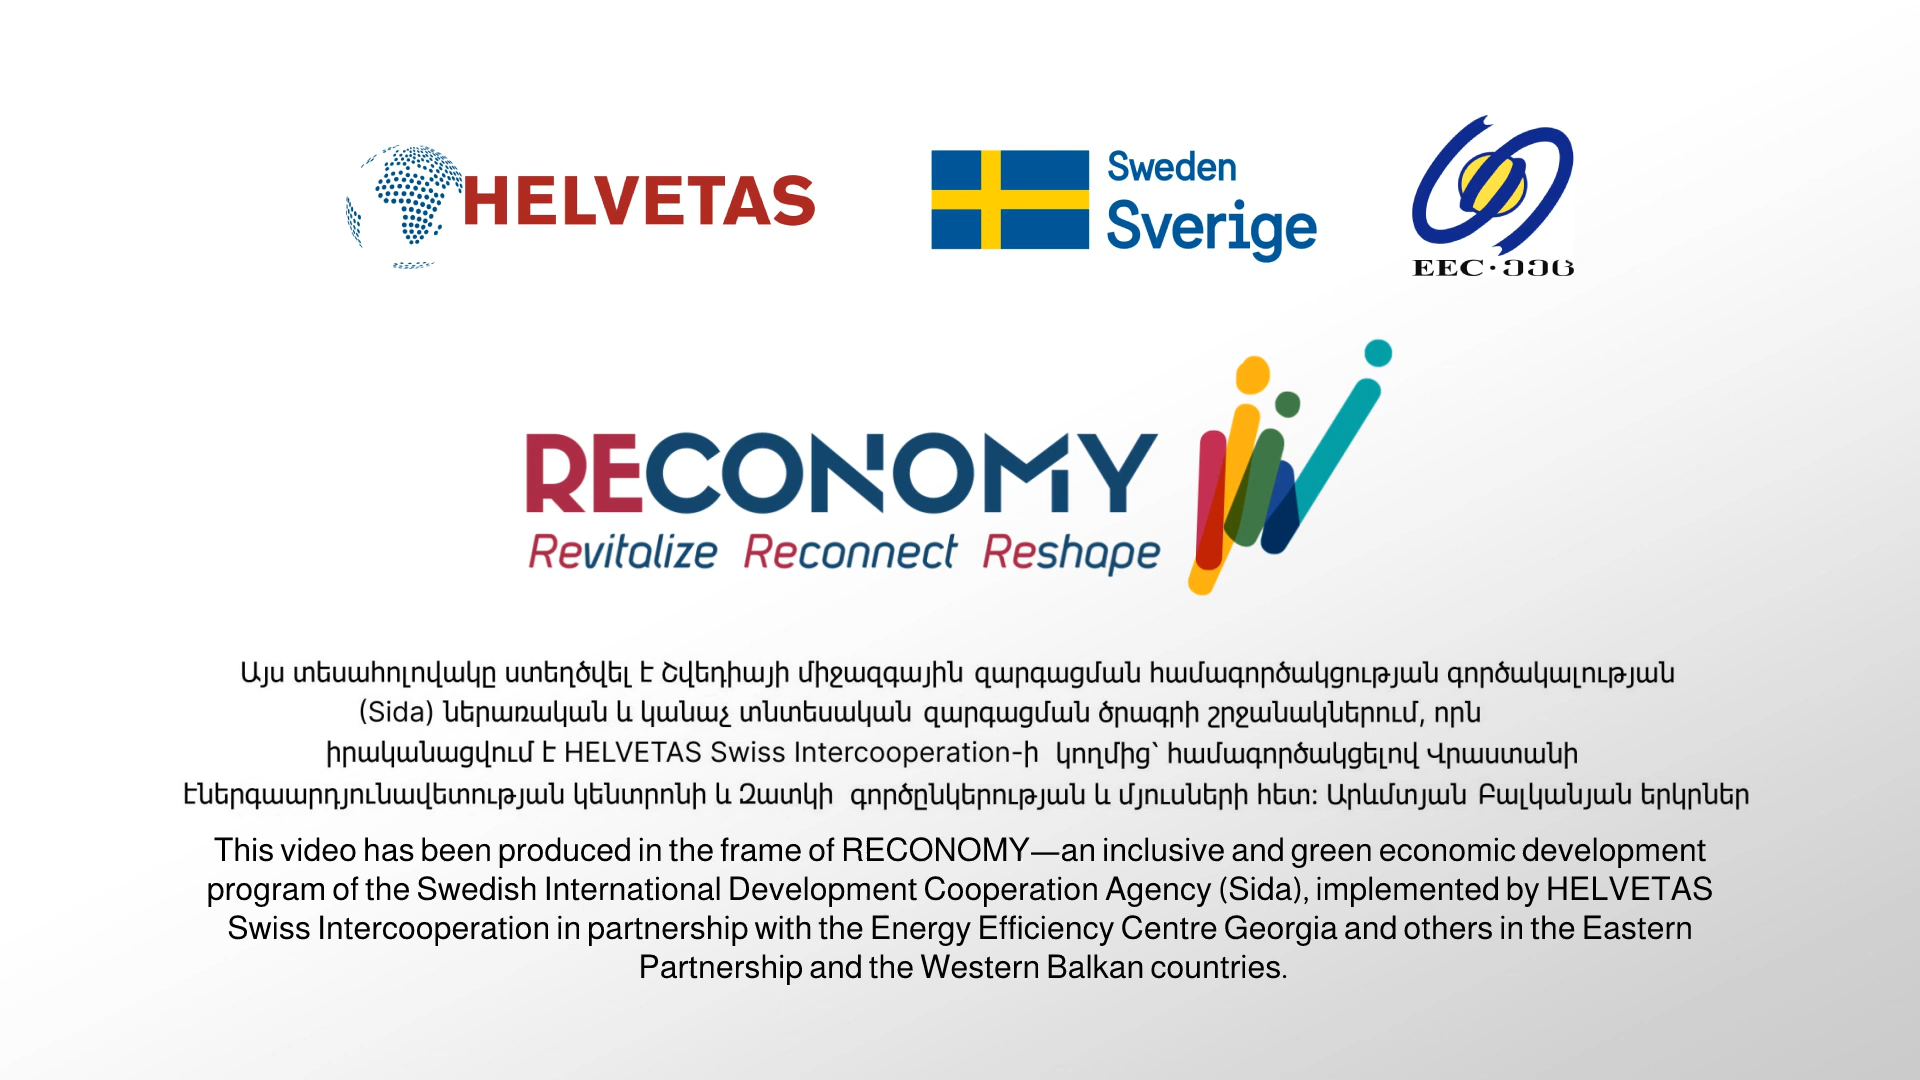 HELVETAS
Sweden
Sverige
EEC·ეეც
RECONOMY
Revitalize Reconnect Reshape
Այս տեսահոլովակը ստեղծվել է Շվեդիայի միջազգային զարգացման համագործակցության գործակալության
(Sida) ներառական և կանաչ տնտեսական զարգացման ծրագրի շրջանակներում, որն
իրականացվում է HELVETAS Swiss Intercooperation-ի կողմից՝ համագործակցելով Վրաստանի
էներգաարդյունավետության կենտրոնի և Զատկի գործընկերության և մյուսների հետ: Արևմտյան Բալկանյան երկրներ
This video has been produced in the frame of RECONOMY—an inclusive and green economic development
program of the Swedish International Development Cooperation Agency (Sida), implemented by HELVETAS
Swiss Intercooperation in partnership with the Energy Efficiency Centre Georgia and others in the Eastern
Partnership and the Western Balkan countries.